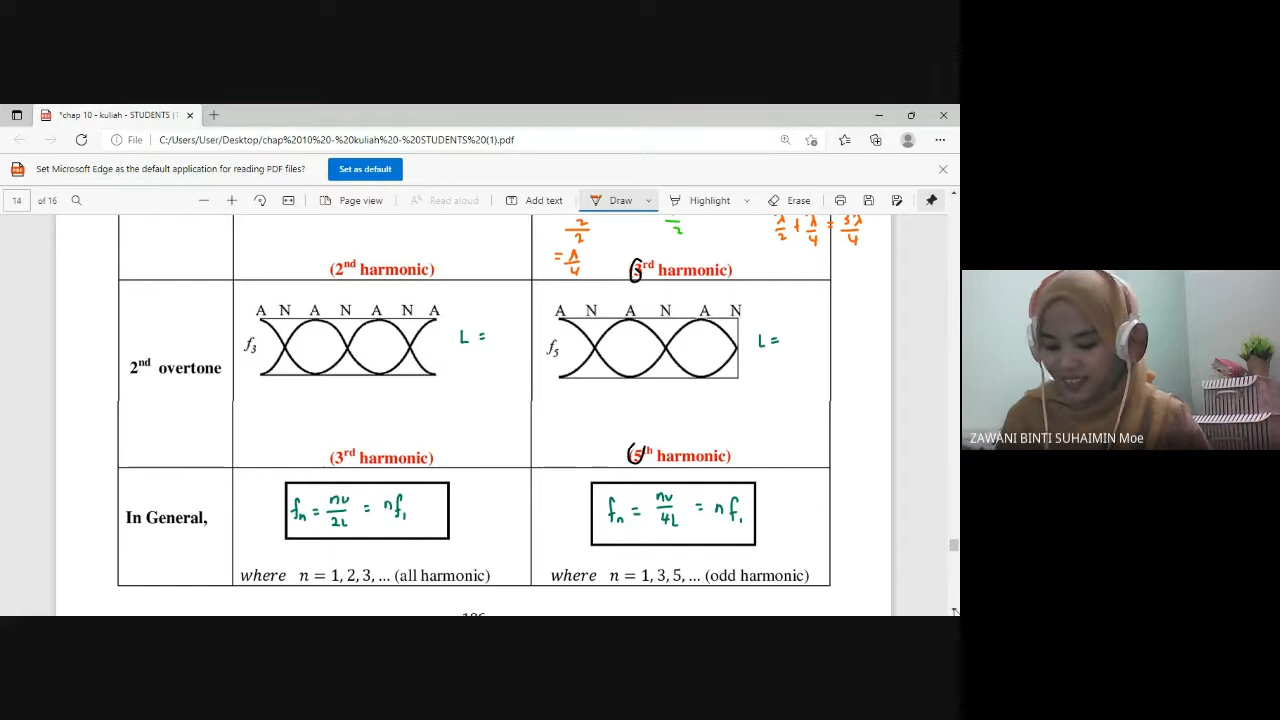 *chap 10 - kuliah - STUDENTS (1
File C:/Users/User/Desktop/chap%2010%20-%20kuliah%20-%20STUDENTS%20(1).pdf
Set Microsoft Edge as the default application for reading PDF files? Set as default
14 of 16 Page view Read aloud Add text Draw Highlight Erase
= λ/4
λ/2 + λ/4 = 3λ/4
(2nd harmonic)
(3rd harmonic)
A N A N A N A
A N A N A N
f3
L =
f5
L =
2nd overtone
(3rd harmonic)
(5th harmonic)
In General,
fn = nv/2L = nf1
fn = nv/4L = nf1
where n = 1, 2, 3, ... (all harmonic)
where n = 1, 3, 5, ... (odd harmonic)
ZAWANI BINTI SUHAIMIN Moe